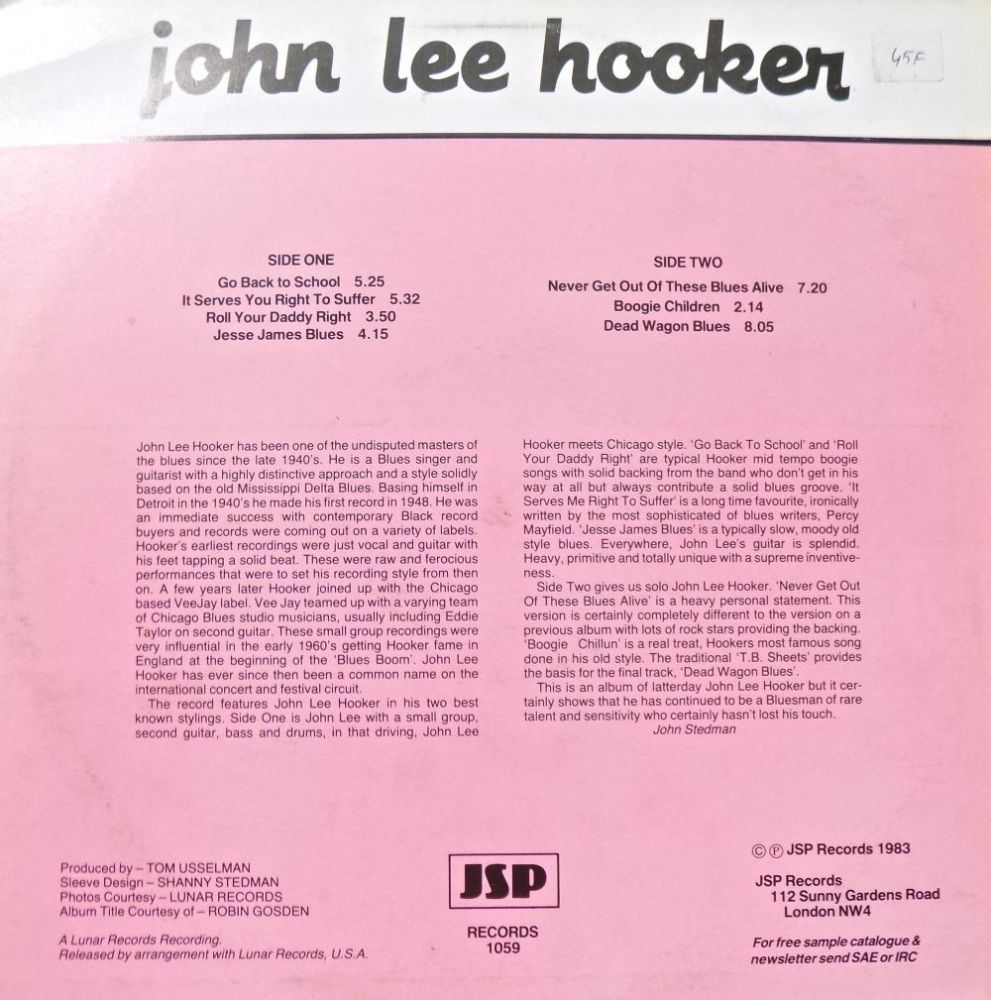 john lee hooker
45F
SIDE ONE
Go Back to School 5.25
It Serves You Right To Suffer 5.32
Roll Your Daddy Right 3.50
Jesse James Blues 4.15
SIDE TWO
Never Get Out Of These Blues Alive 7.20
Boogie Children 2.14
Dead Wagon Blues 8.05
John Lee Hooker has been one of the undisputed masters of
the blues since the late 1940's. He is a Blues singer and
guitarist with a highly distinctive approach and a style solidly
based on the old Mississippi Delta Blues. Basing himself in
Detroit in the 1940's he made his first record in 1948. He was
an immediate success with contemporary Black record
buyers and records were coming out on a variety of labels.
Hooker's earliest recordings were just vocal and guitar with
his feet tapping a solid beat. These were raw and ferocious
performances that were to set his recording style from then
on. A few years later Hooker joined up with the Chicago
based VeeJay label. Vee Jay teamed up with a varying team
of Chicago Blues studio musicians, usually including Eddie
Taylor on second guitar. These small group recordings were
very influential in the early 1960's getting Hooker fame in
England at the beginning of the 'Blues Boom'. John Lee
Hooker has ever since then been a common name on the
international concert and festival circuit.
The record features John Lee Hooker in his two best
known stylings. Side One is John Lee with a small group,
second guitar, bass and drums, in that driving, John Lee
Hooker meets Chicago style. 'Go Back To School' and 'Roll
Your Daddy Right' are typical Hooker mid tempo boogie
songs with solid backing from the band who don't get in his
way at all but always contribute a solid blues groove. 'It
Serves Me Right To Suffer' is a long time favourite, ironically
written by the most sophisticated of blues writers, Percy
Mayfield. 'Jesse James Blues' is a typically slow, moody old
style blues. Everywhere, John Lee's guitar is splendid.
Heavy, primitive and totally unique with a supreme inventive-
ness.
Side Two gives us solo John Lee Hooker. 'Never Get Out
Of These Blues Alive' is a heavy personal statement. This
version is certainly completely different to the version on a
previous album with lots of rock stars providing the backing.
'Boogie Chillun' is a real treat, Hookers most famous song
done in his old style. The traditional 'T.B. Sheets' provides
the basis for the final track, 'Dead Wagon Blues'.
This is an album of latterday John Lee Hooker but it cer-
tainly shows that he has continued to be a Bluesman of rare
talent and sensitivity who certainly hasn't lost his touch.
John Stedman
Produced by – TOM USSELMAN
Sleeve Design – SHANNY STEDMAN
Photos Courtesy – LUNAR RECORDS
Album Title Courtesy of – ROBIN GOSDEN
A Lunar Records Recording.
Released by arrangement with Lunar Records, U.S.A.
JSP
RECORDS
1059
© ℗ JSP Records 1983
JSP Records
112 Sunny Gardens Road
London NW4
For free sample catalogue &
newsletter send SAE or IRC